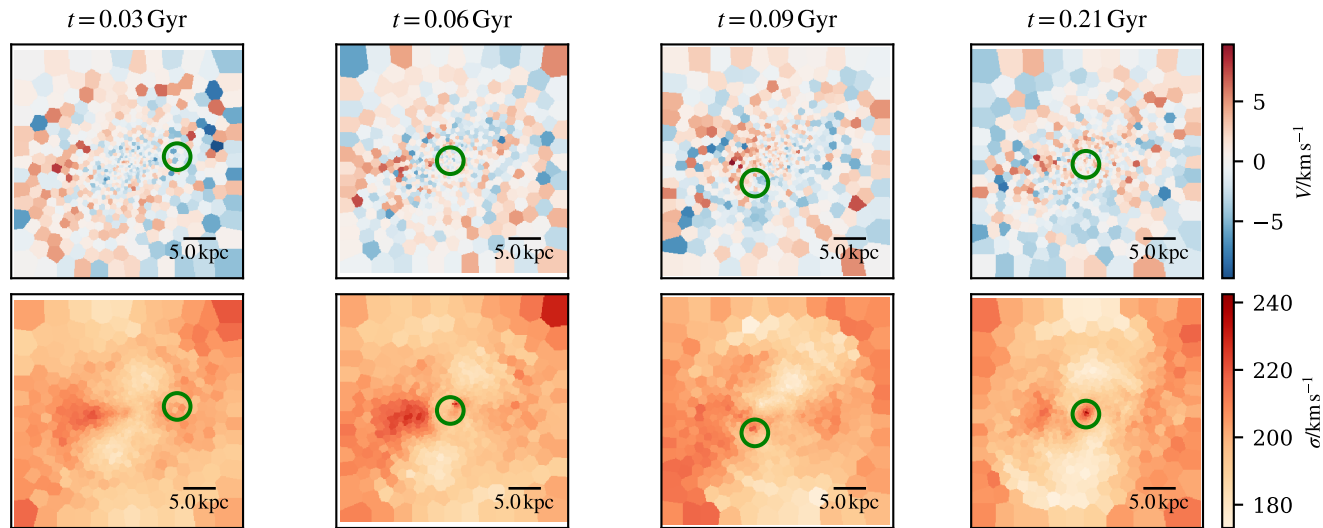 t = 0.03 Gyr
t = 0.06 Gyr
t = 0.09 Gyr
t = 0.21 Gyr
5.0 kpc
5.0 kpc
5.0 kpc
5.0 kpc
5
0
−5
V/km s⁻¹
5.0 kpc
5.0 kpc
5.0 kpc
5.0 kpc
240
220
200
180
σ/km s⁻¹